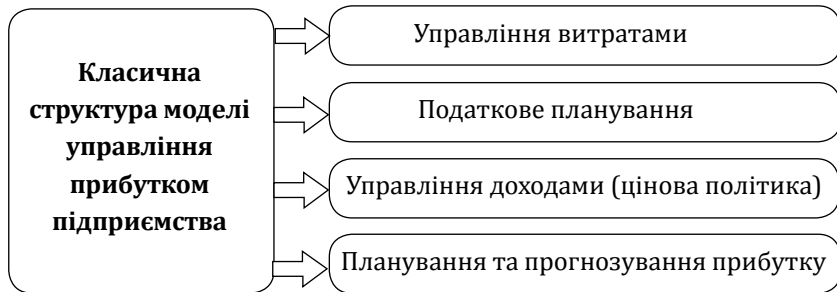 Класична
структура моделі
управління
прибутком
підприємства
Управління витратами
Податкове планування
Управління доходами (цінова політика)
Планування та прогнозування прибутку